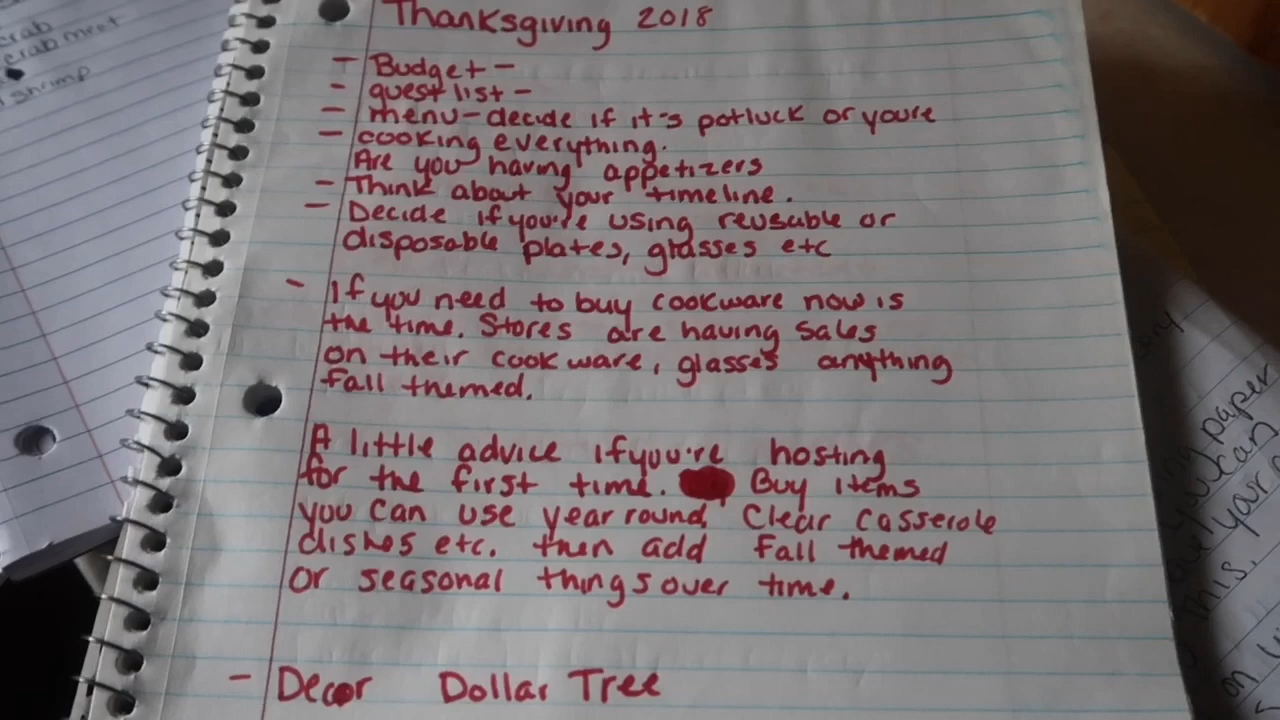 crab
crab meat
shrimp
Thanksgiving 2018
- Budget -
- guest list -
- menu - decide if it's potluck or youre
- cooking everything.
Are you having appetizers
- Think about your timeline.
- Decide if you're using reusable or
disposable plates, glasses etc
- If you need to buy cookware now is
the time. Stores are having sales
on their cookware, glasses anything
fall themed.
A little advice if you're hosting
for the first time. Buy items
you can use year round, Clear casserole
dishes etc. then add fall themed
or seasonal things over time.
- Decor Dollar Tree
paper
you can
your
this.
on